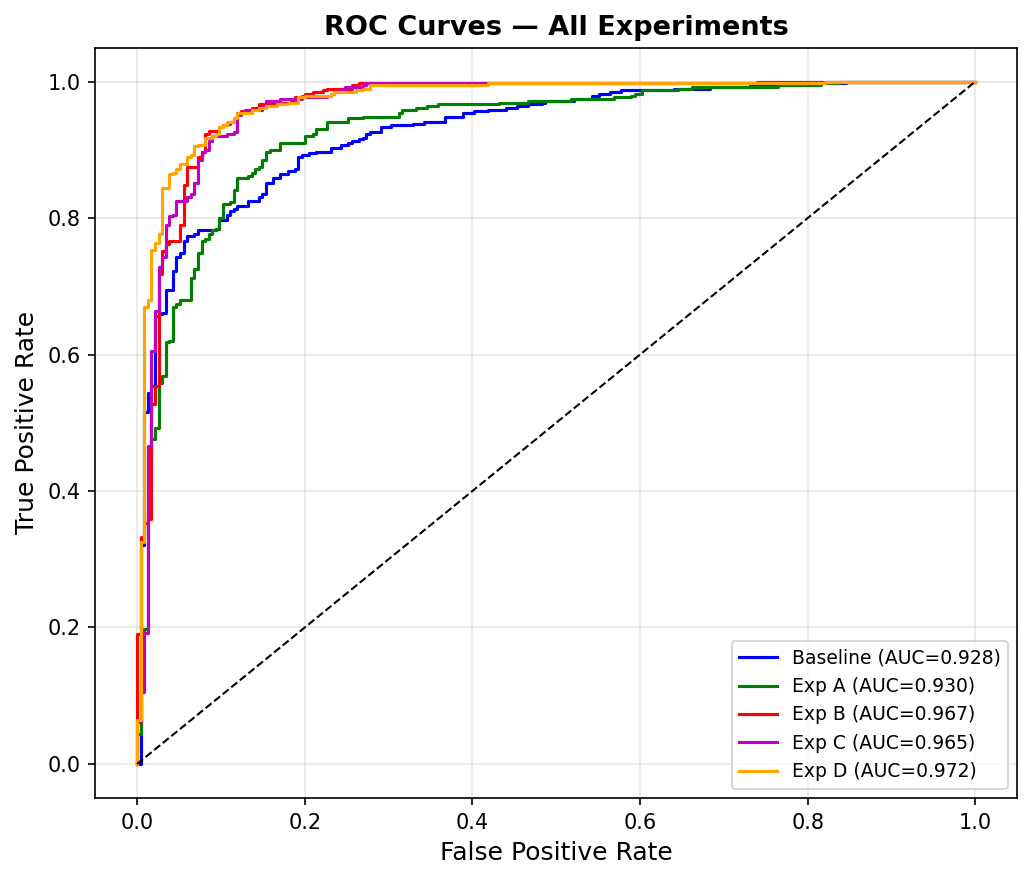 ROC Curves — All Experiments
True Positive Rate
1.0
0.8
0.6
0.4
0.2
0.0
0.0 0.2 0.4 0.6 0.8 1.0
False Positive Rate
Baseline (AUC=0.928)
Exp A (AUC=0.930)
Exp B (AUC=0.967)
Exp C (AUC=0.965)
Exp D (AUC=0.972)